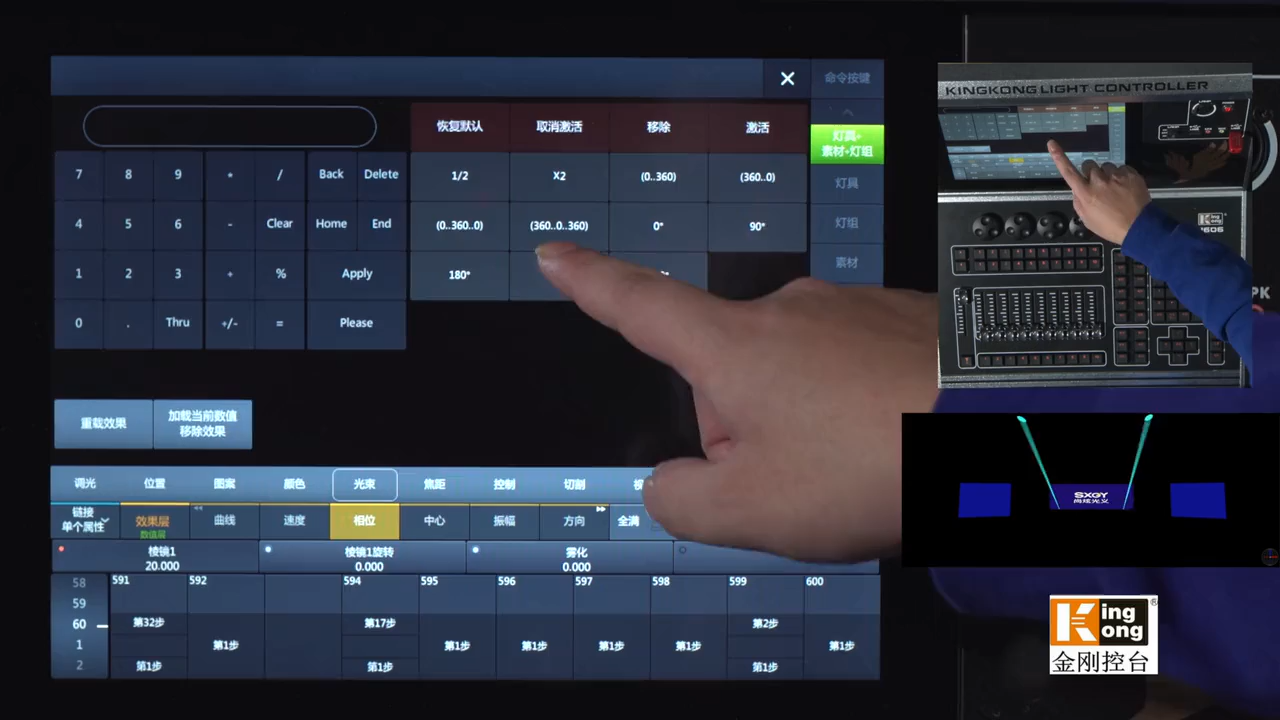 命令按键
恢复默认
取消激活
移除
激活
灯具+
素材+灯组
7
8
9
*
/
Back
Delete
1/2
X2
(0..360)
(360..0)
灯具
4
5
6
-
Clear
Home
End
(0..360..0)
(360..0..360)
0°
90°
灯组
1
2
3
+
%
Apply
180°
素材
0
.
Thru
+/-
=
Please
重载效果
加载当前数值
移除效果
调光
位置
图案
颜色
光束
焦距
控制
切割
链接
单个属性
效果层
数值层
曲线
速度
相位
中心
振幅
方向
全满
棱镜1
20.000
棱镜1旋转
0.000
雾化
0.000
58
59
60
1
2
591
592
594
595
596
597
598
599
600
第32步
第17步
第2步
第1步
第1步
第1步
第1步
第1步
第1步
第1步
第1步
第1步
第1步
KINGKONG LIGHT CONTROLLER
SXGY
尚炫光义
King
Kong
®
金刚控台
PK